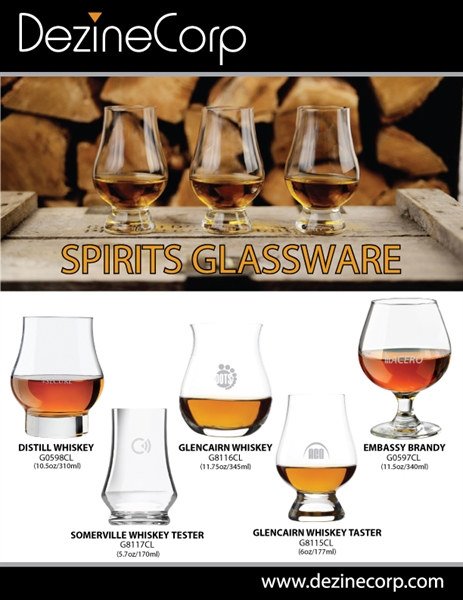 DezineCorp
SPIRITS GLASSWARE
DISTILL WHISKEY
G0598CL
(10.5oz/310ml)
GLENCAIRN WHISKEY
G8116CL
(11.75oz/345ml)
MACERO
EMBASSY BRANDY
G0597CL
(11.5oz/340ml)
SOMERVILLE WHISKEY TESTER
G8117CL
(5.7oz/170ml)
GLENCAIRN WHISKEY TASTER
G8115CL
(6oz/177ml)
www.dezinecorp.com